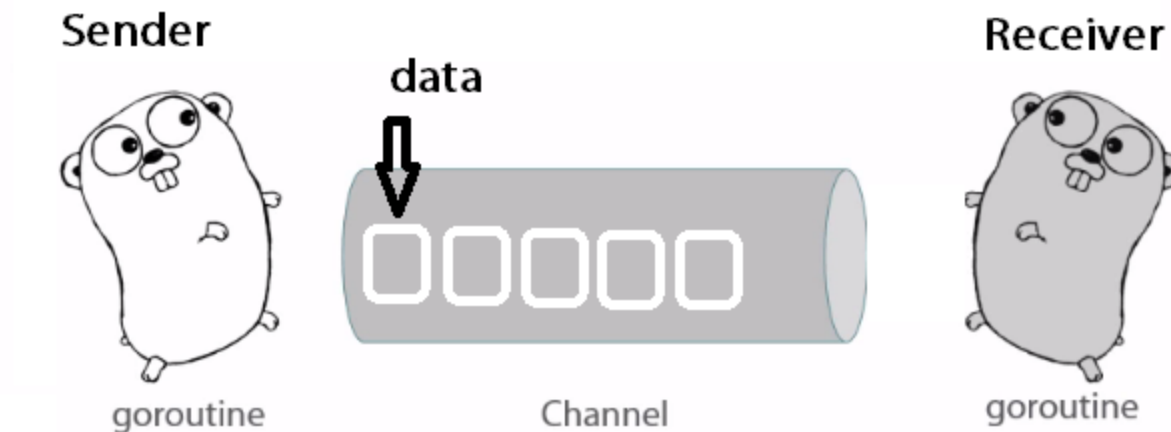 Sender
Receiver
data
goroutine
Channel
goroutine